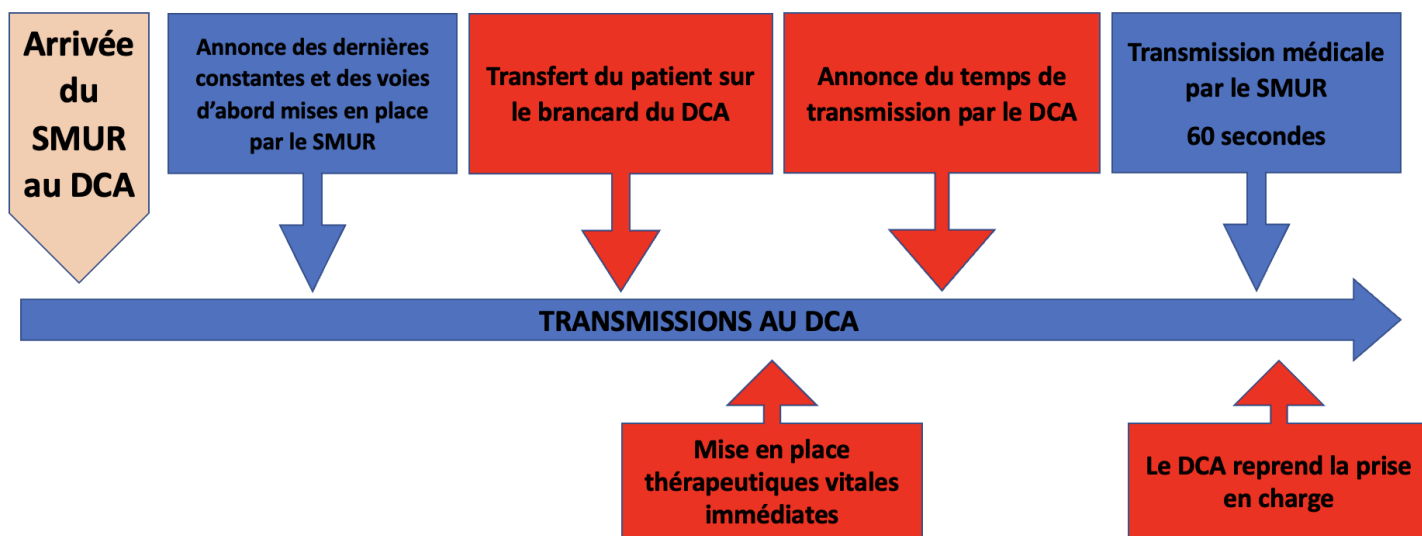 Arrivée
du
SMUR
au DCA
Annonce des dernières
constantes et des voies
d'abord mises en place
par le SMUR
Transfert du patient sur
le brancard du DCA
Annonce du temps de
transmission par le DCA
Transmission médicale
par le SMUR
60 secondes
TRANSMISSIONS AU DCA
Mise en place
thérapeutiques vitales
immédiates
Le DCA reprend la prise
en charge